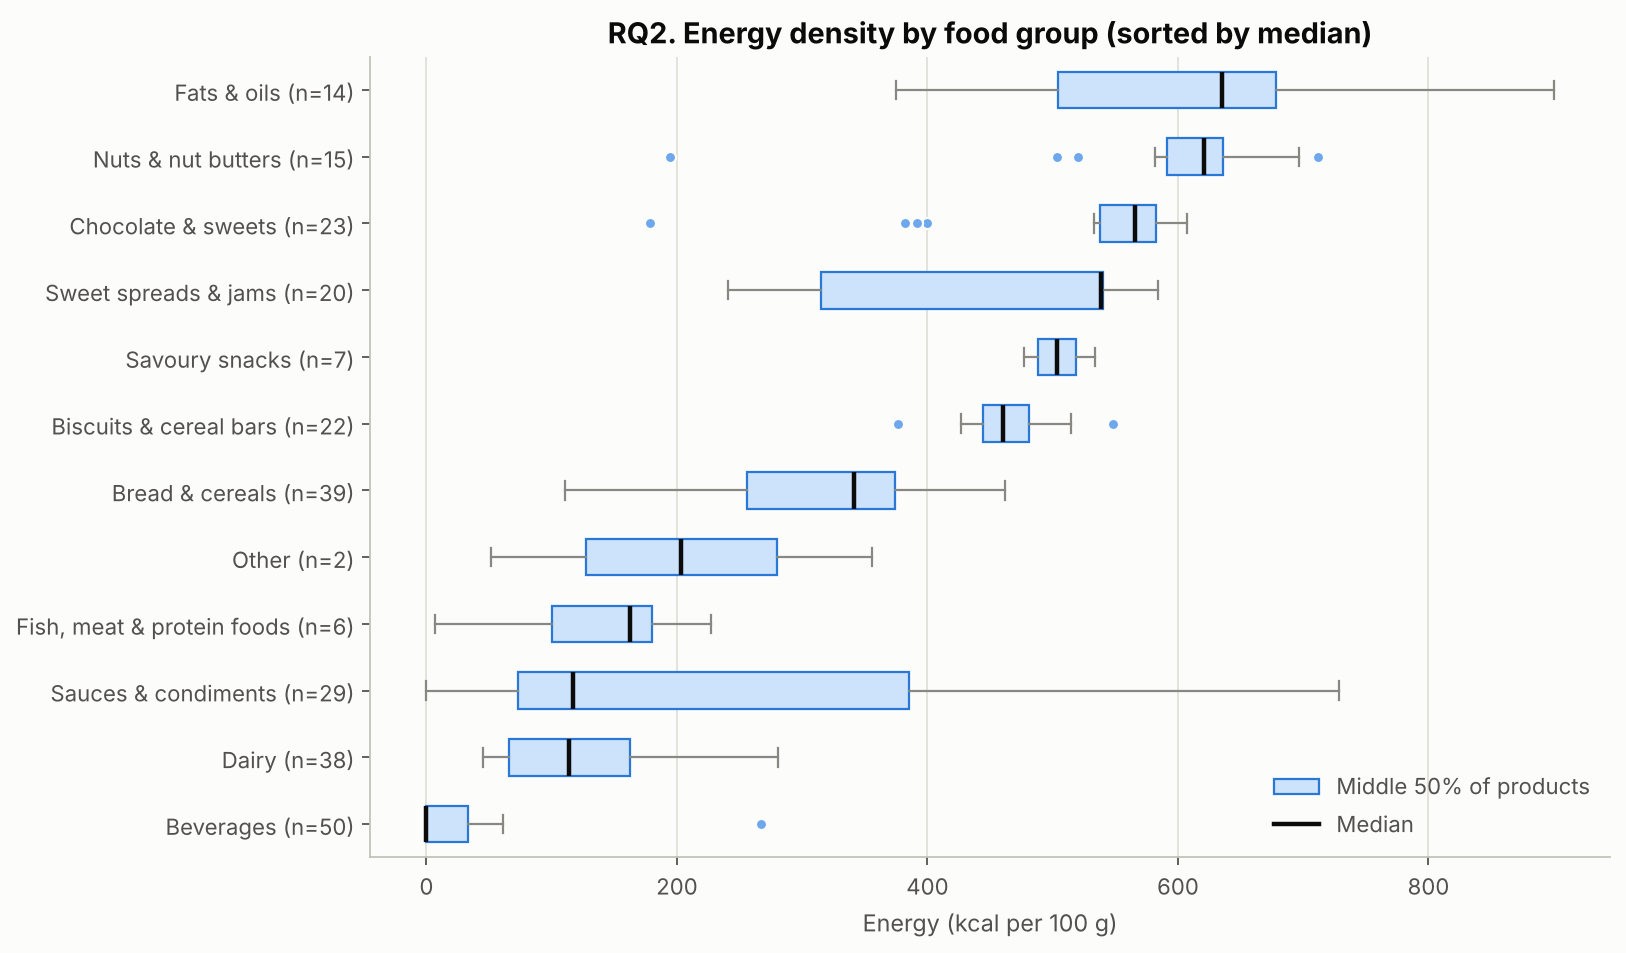 RQ2. Energy density by food group (sorted by median)
Fats & oils (n=14)
Nuts & nut butters (n=15)
Chocolate & sweets (n=23)
Sweet spreads & jams (n=20)
Savoury snacks (n=7)
Biscuits & cereal bars (n=22)
Bread & cereals (n=39)
Other (n=2)
Fish, meat & protein foods (n=6)
Sauces & condiments (n=29)
Dairy (n=38)
Beverages (n=50)
Middle 50% of products
Median
0 200 400 600 800
Energy (kcal per 100 g)